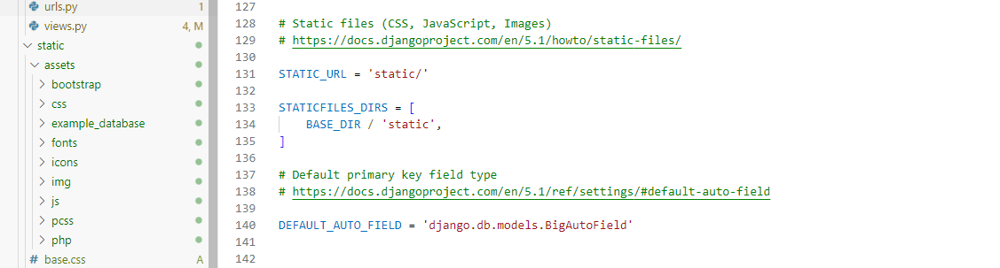 urls.py 1
views.py 4, M
static
assets
bootstrap
css
example_database
fonts
icons
img
js
pcss
php
# base.css A
127
128 # Static files (CSS, JavaScript, Images)
129 # https://docs.djangoproject.com/en/5.1/howto/static-files/
130
131 STATIC_URL = 'static/'
132
133 STATICFILES_DIRS = [
134 BASE_DIR / 'static',
135 ]
136
137 # Default primary key field type
138 # https://docs.djangoproject.com/en/5.1/ref/settings/#default-auto-field
139
140 DEFAULT_AUTO_FIELD = 'django.db.models.BigAutoField'
141
142